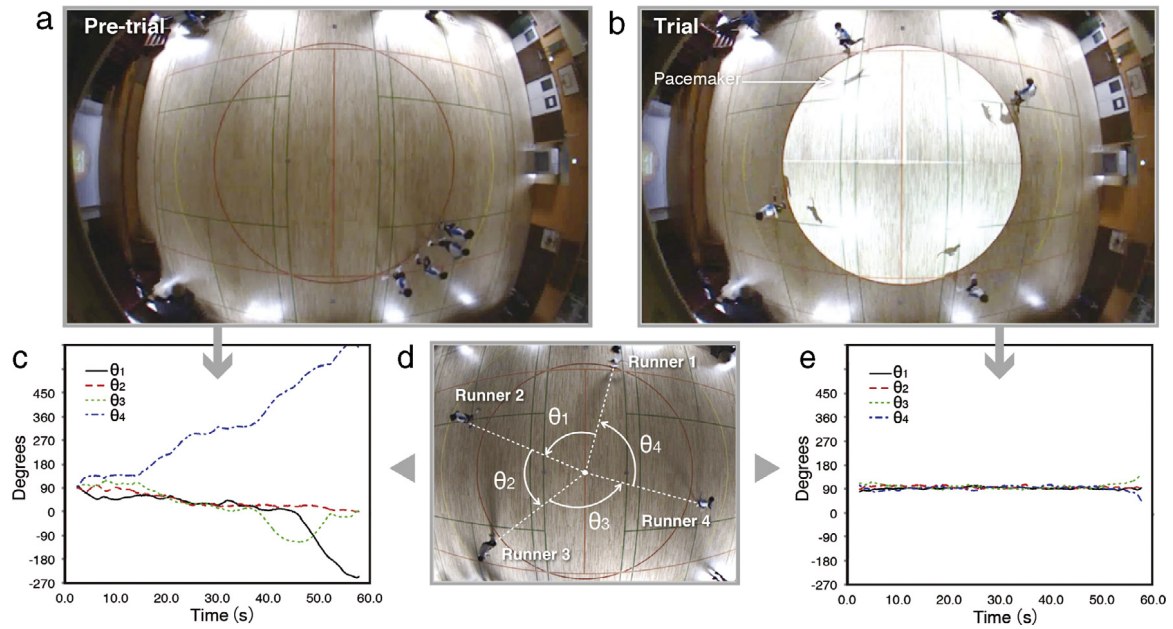 a Pre-trial
b Trial
Pacemaker
c
θ1
θ2
θ3
θ4
450
360
270
180
90
0
-90
-180
-270
Degrees
0.0 10.0 20.0 30.0 40.0 50.0 60.0
Time (s)
d
Runner 1
Runner 2
θ1
θ4
θ2
θ3
Runner 4
Runner 3
e
θ1
θ2
θ3
θ4
450
360
270
180
90
0
-90
-180
-270
Degrees
0.0 10.0 20.0 30.0 40.0 50.0 60.0
Time (s)